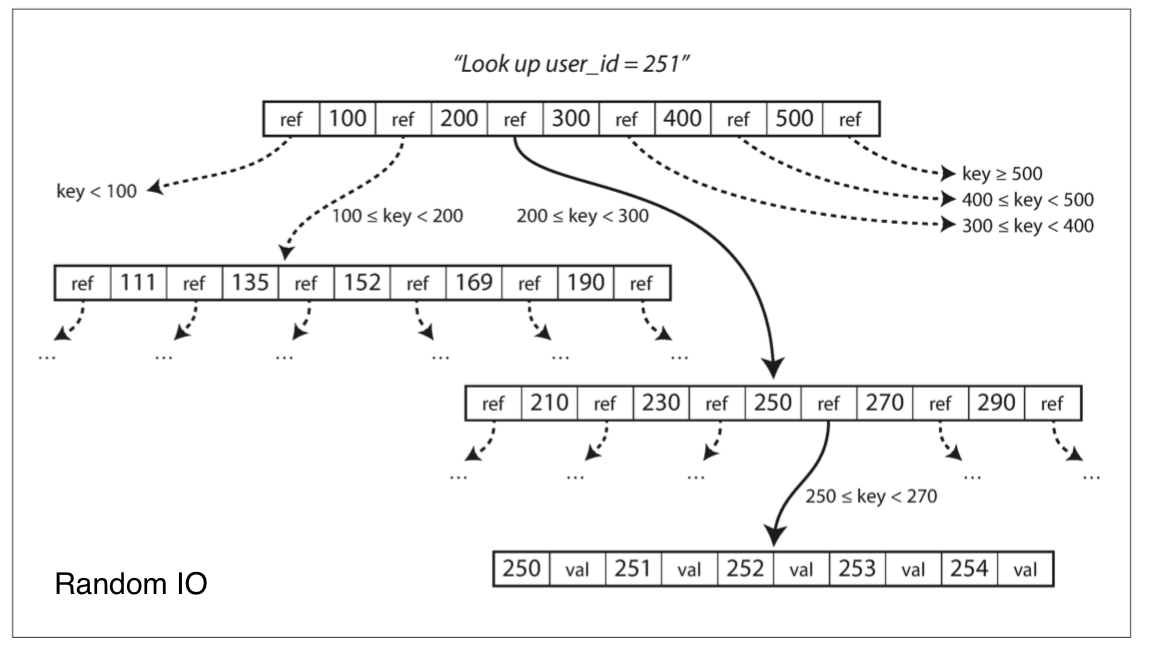 “Look up user_id = 251”
ref 100 ref 200 ref 300 ref 400 ref 500 ref
key < 100
key ≥ 500
400 ≤ key < 500
300 ≤ key < 400
100 ≤ key < 200
200 ≤ key < 300
ref 111 ref 135 ref 152 ref 169 ref 190 ref
... ... ... ... ... ...
ref 210 ref 230 ref 250 ref 270 ref 290 ref
... ... ... ... ...
250 ≤ key < 270
250 val 251 val 252 val 253 val 254 val
Random IO